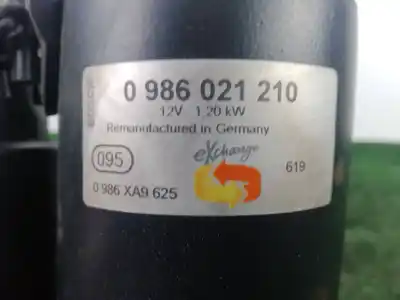 0 986 021 210
12V 1,20 kW
Remanufactured in Germany
eXchange
095
619
0 986 XA9 625